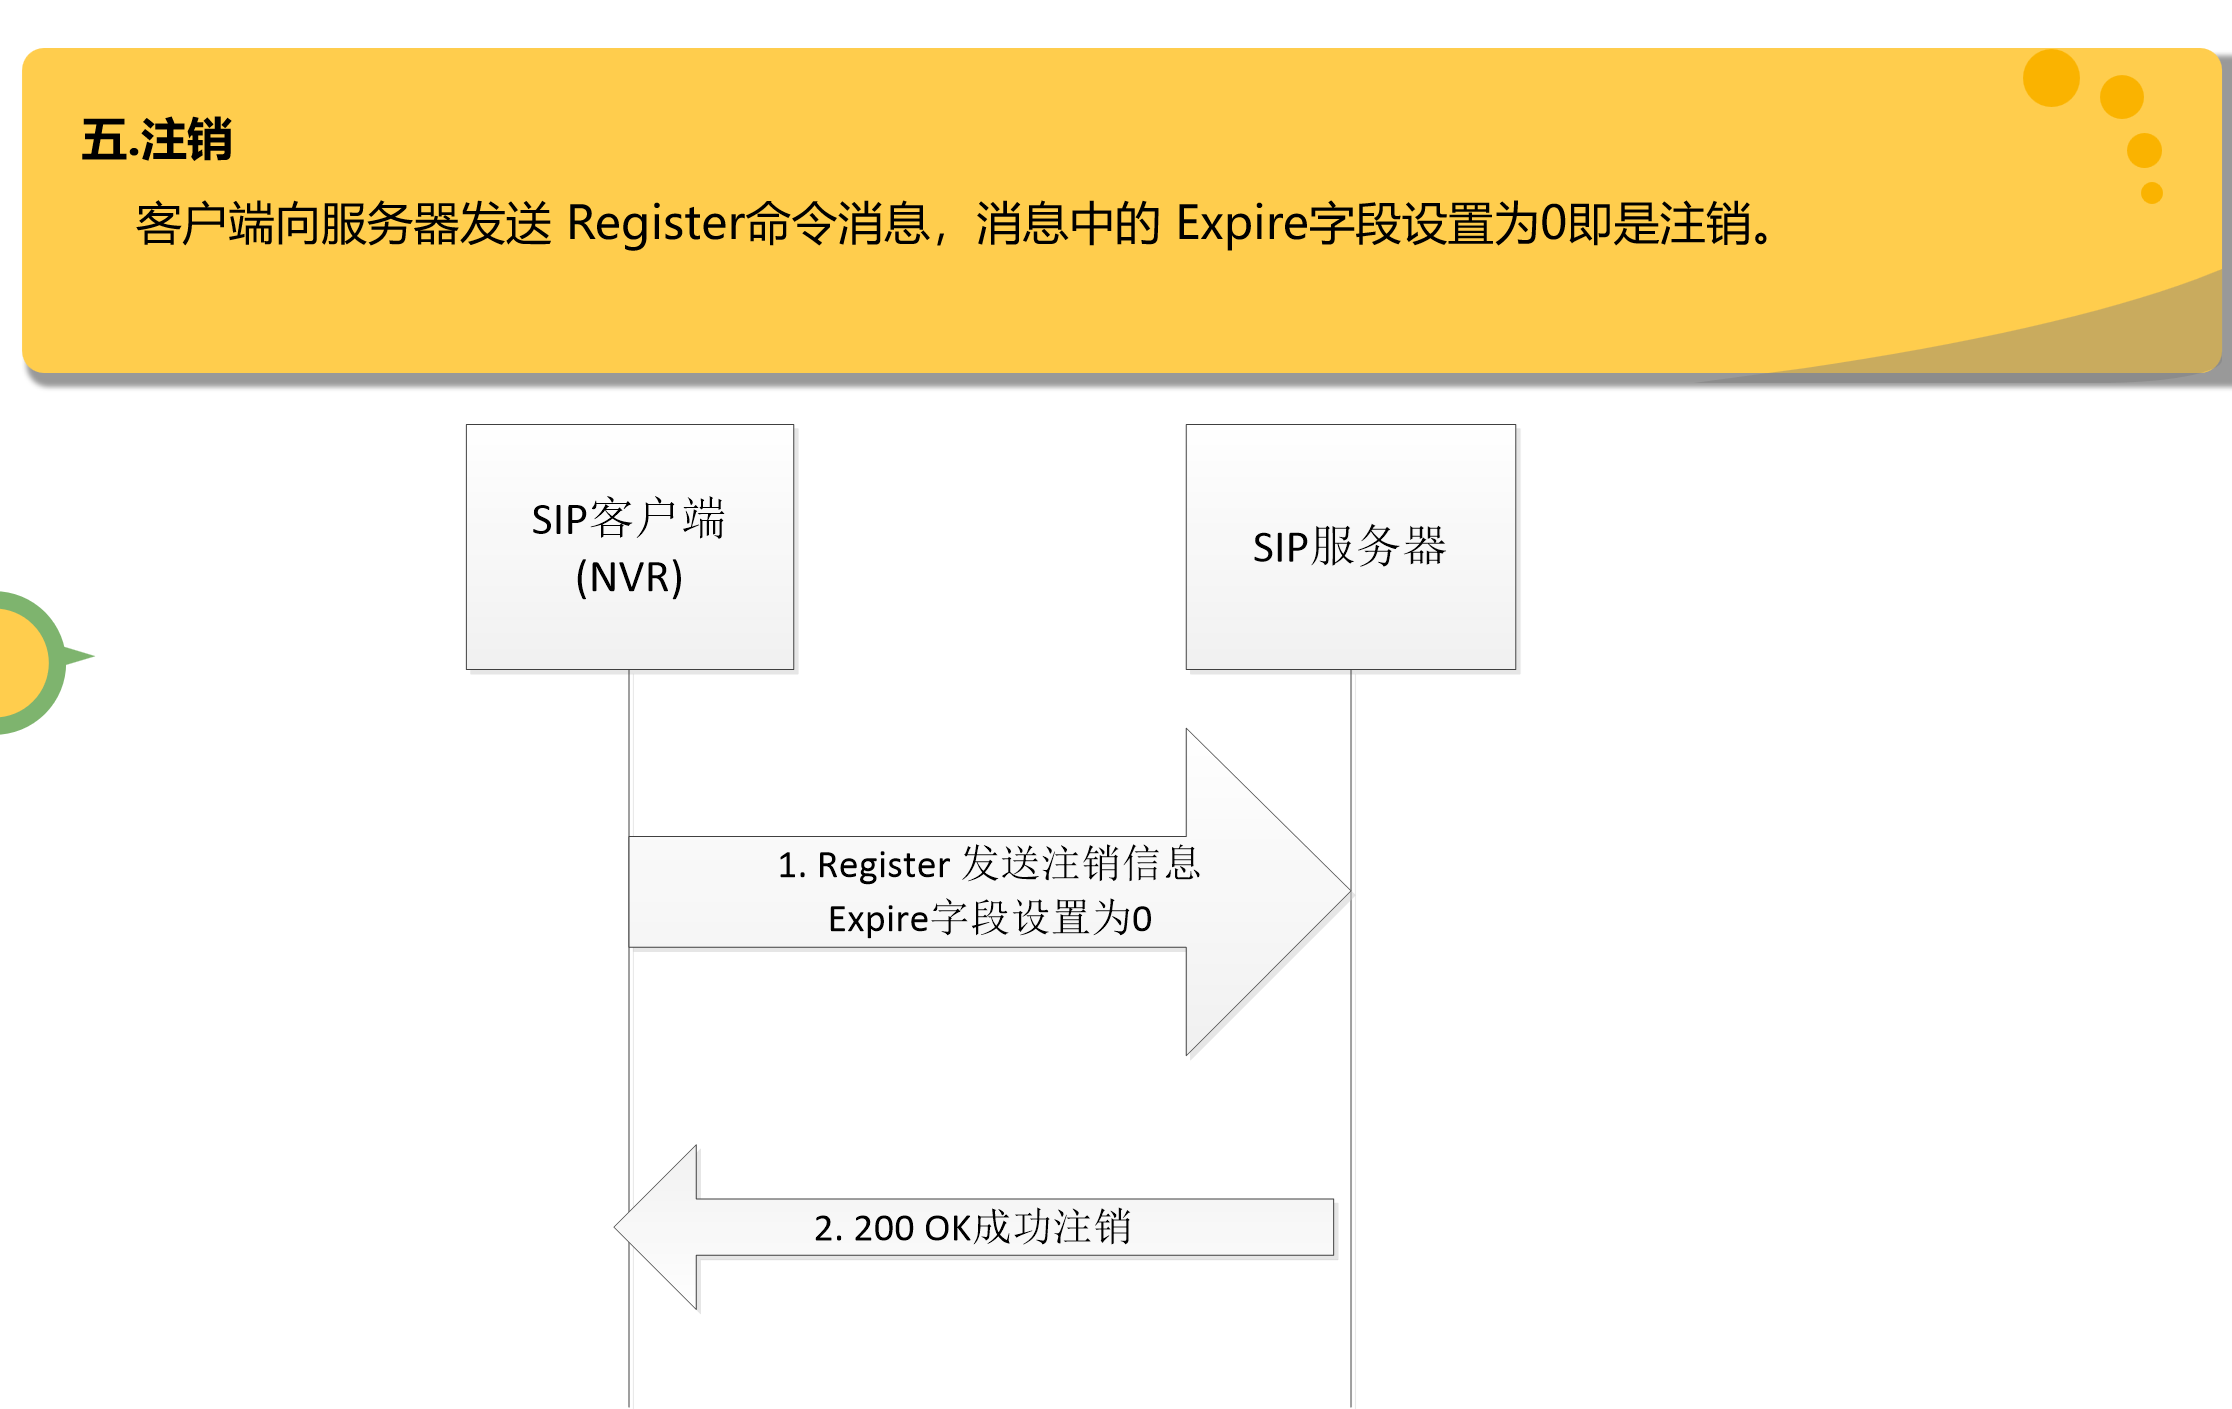 五.注销
客户端向服务器发送 Register命令消息，消息中的 Expire字段设置为0即是注销。
SIP客户端
(NVR)
SIP服务器
1. Register 发送注销信息
Expire字段设置为0
2. 200 OK成功注销